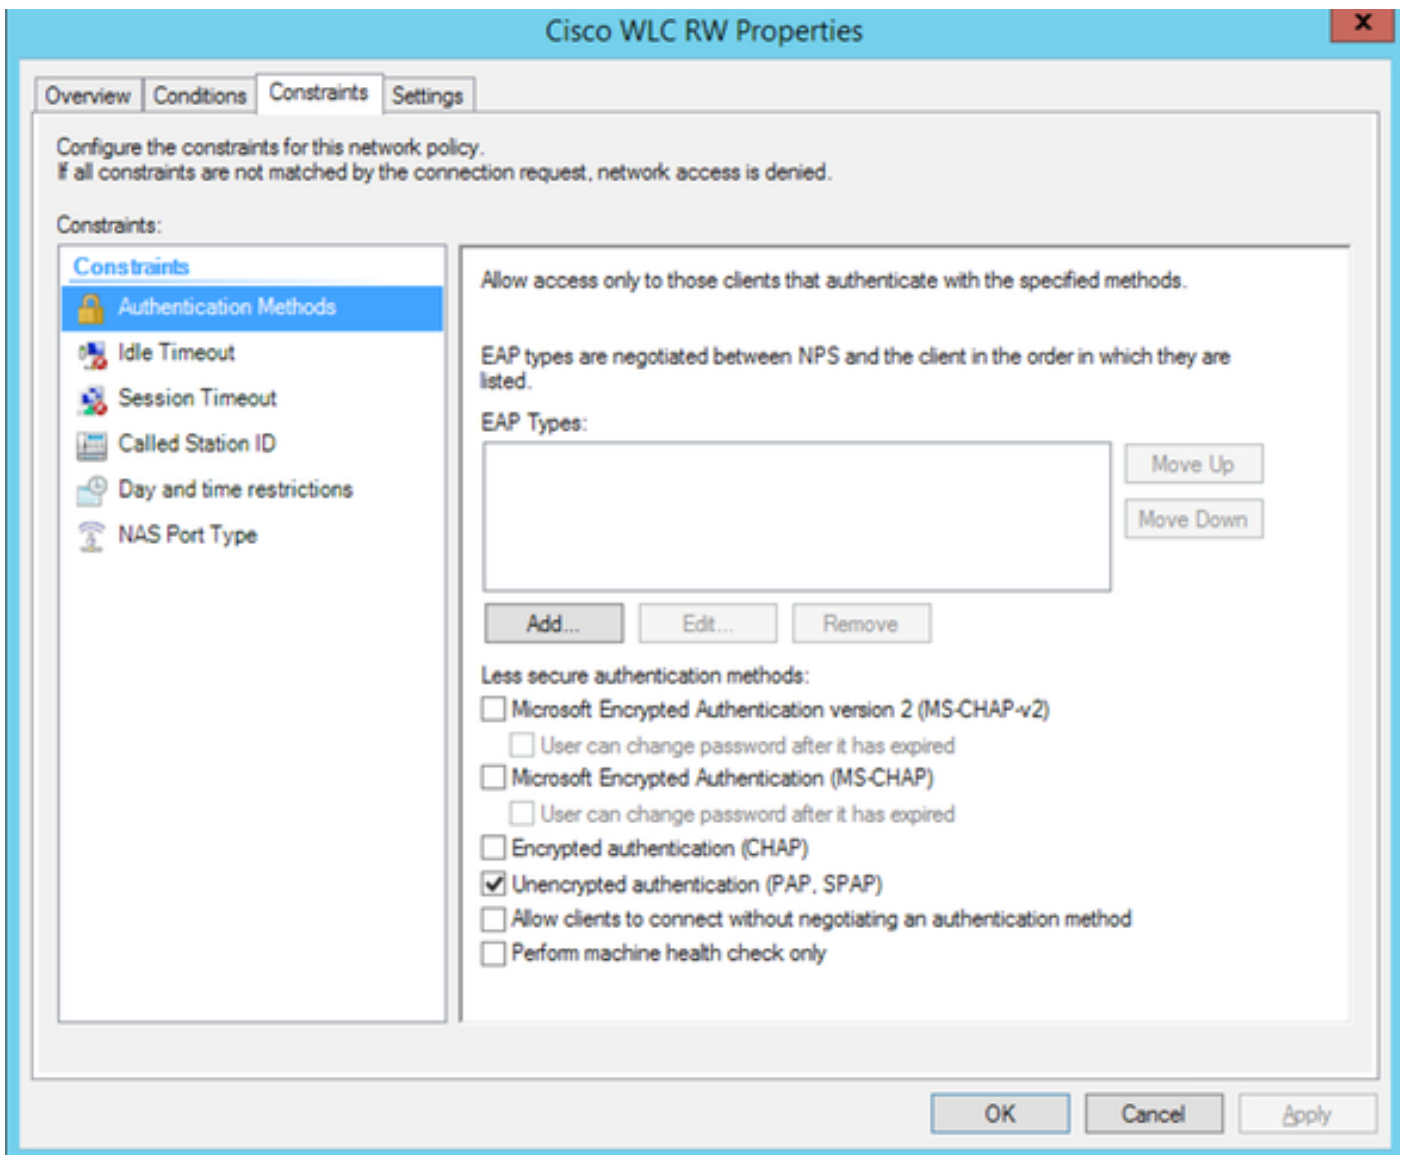 Cisco WLC RW Properties
x
Overview Conditions Constraints Settings
Configure the constraints for this network policy.
If all constraints are not matched by the connection request, network access is denied.
Constraints:
Constraints
Authentication Methods
Idle Timeout
Session Timeout
Called Station ID
Day and time restrictions
NAS Port Type
Allow access only to those clients that authenticate with the specified methods.
EAP types are negotiated between NPS and the client in the order in which they are
listed.
EAP Types:
Move Up
Move Down
Add... Edit... Remove
Less secure authentication methods:
Microsoft Encrypted Authentication version 2 (MS-CHAP-v2)
User can change password after it has expired
Microsoft Encrypted Authentication (MS-CHAP)
User can change password after it has expired
Encrypted authentication (CHAP)
Unencrypted authentication (PAP, SPAP)
Allow clients to connect without negotiating an authentication method
Perform machine health check only
OK Cancel Apply